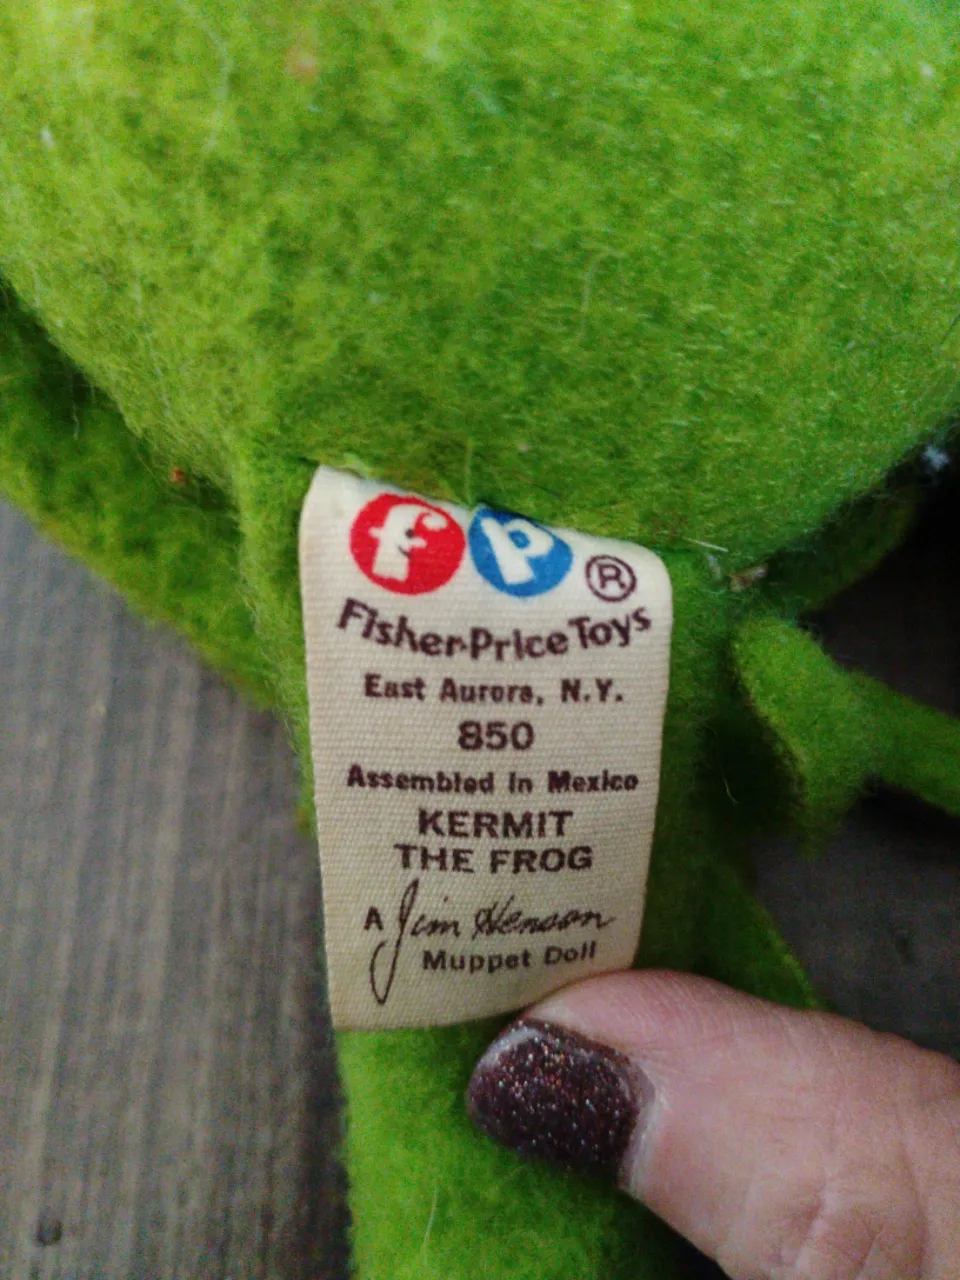 fp ®
Fisher-Price Toys
East Aurora, N.Y.
850
Assembled In Mexico
KERMIT
THE FROG
A Jim Henson
Muppet Doll